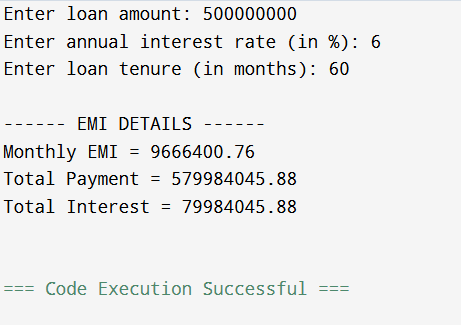 Enter loan amount: 500000000
Enter annual interest rate (in %): 6
Enter loan tenure (in months): 60
------ EMI DETAILS ------
Monthly EMI = 9666400.76
Total Payment = 579984045.88
Total Interest = 79984045.88
=== Code Execution Successful ===